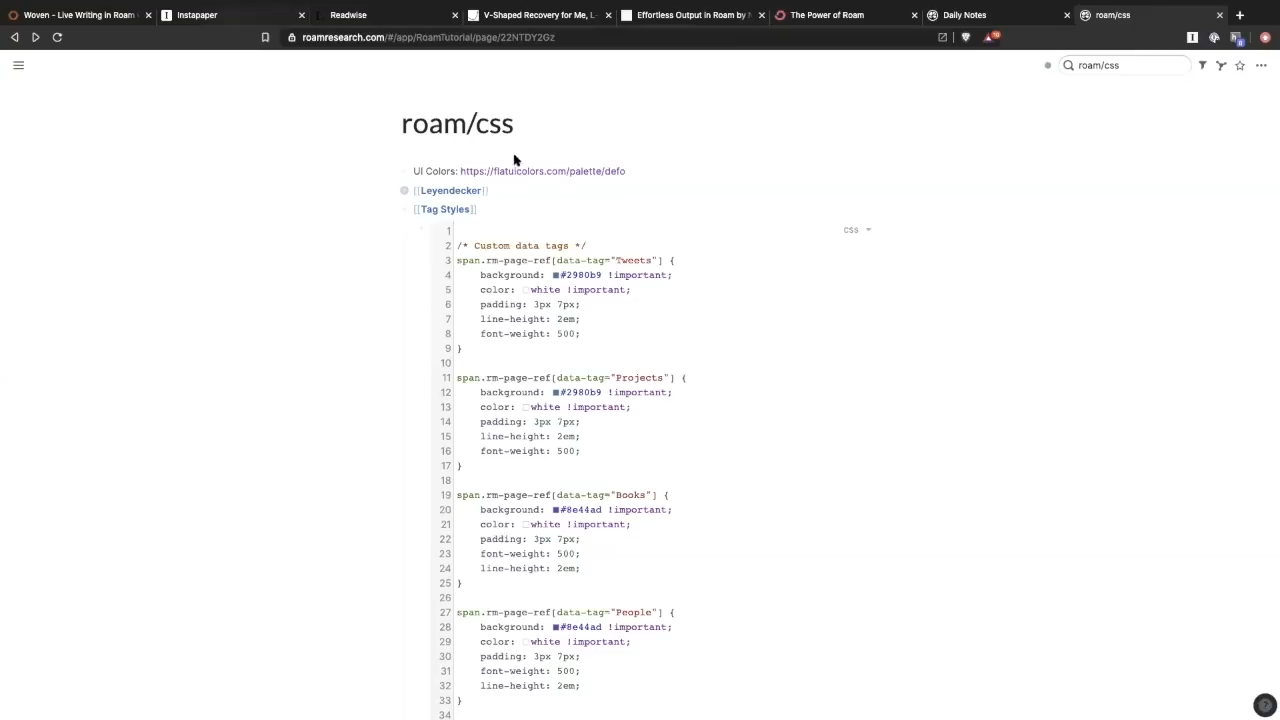 Woven - Live Writing in Roam
Instapaper
Readwise
V-Shaped Recovery for Me, L-
Effortless Output in Roam by N
The Power of Roam
Daily Notes
roam/css
roamresearch.com/#/app/RoamTutorial/page/22NTDY2Gz
roam/css
roam/css
UI Colors: https://flatuicolors.com/palette/defo
[[Leyendecker]]
[[Tag Styles]]
css
1
2 /* Custom data tags */
3 span.rm-page-ref[data-tag="Tweets"] {
4 background: #2980b9 !important;
5 color: white !important;
6 padding: 3px 7px;
7 line-height: 2em;
8 font-weight: 500;
9 }
10
11 span.rm-page-ref[data-tag="Projects"] {
12 background: #2980b9 !important;
13 color: white !important;
14 padding: 3px 7px;
15 line-height: 2em;
16 font-weight: 500;
17 }
18
19 span.rm-page-ref[data-tag="Books"] {
20 background: #8e44ad !important;
21 color: white !important;
22 padding: 3px 7px;
23 font-weight: 500;
24 line-height: 2em;
25 }
26
27 span.rm-page-ref[data-tag="People"] {
28 background: #8e44ad !important;
29 color: white !important;
30 padding: 3px 7px;
31 font-weight: 500;
32 line-height: 2em;
33 }
34